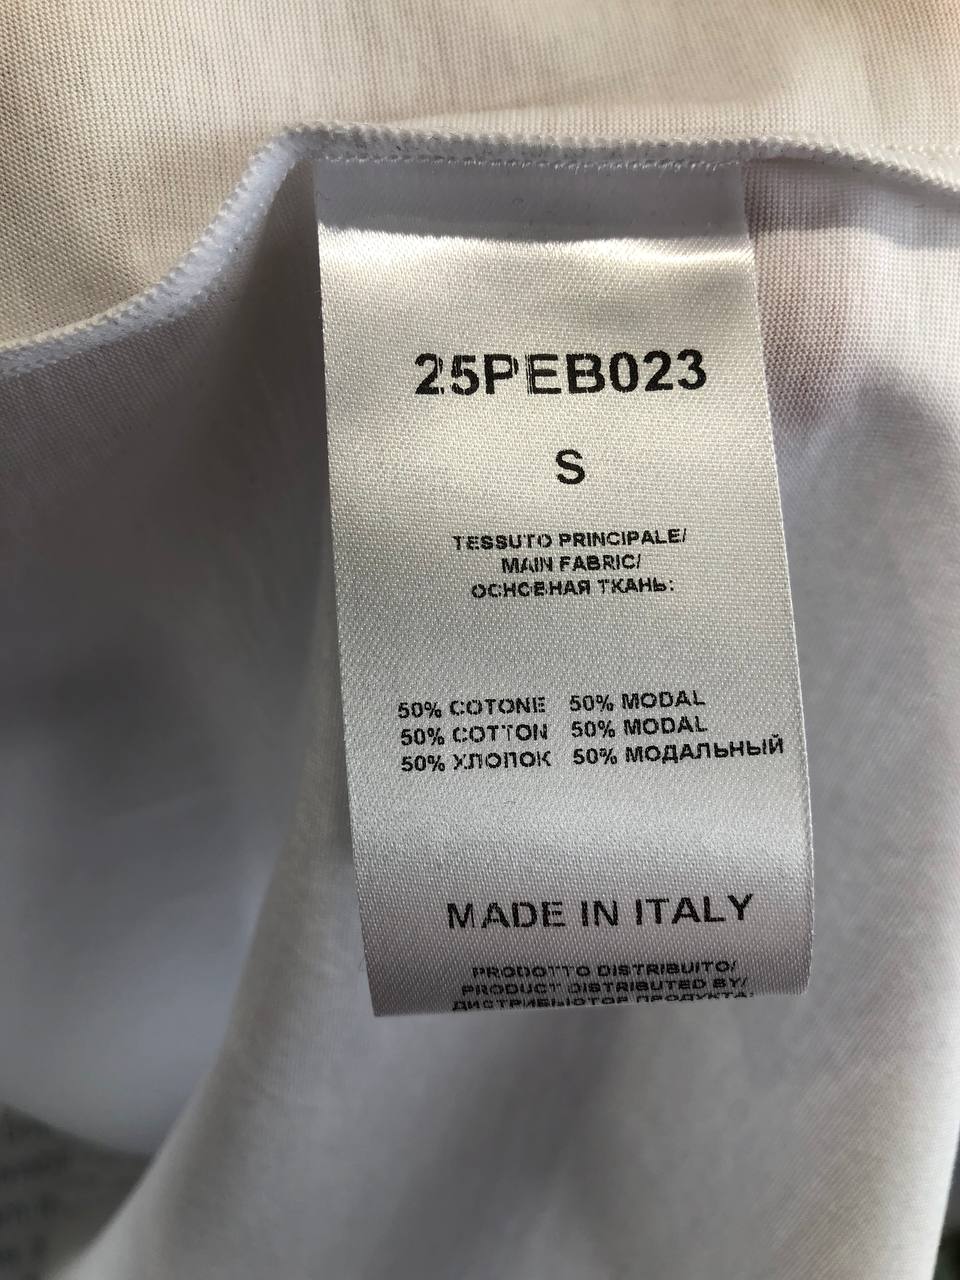 25PEB023
S
TESSUTO PRINCIPALE/
MAIN FABRIC/
ОСНОВНАЯ ТКАНЬ:
50% COTONE 50% MODAL
50% COTTON 50% MODAL
50% ХЛОПОК 50% МОДАЛЬНЫЙ
MADE IN ITALY
PRODOTTO DISTRIBUITO/
PRODUCT DISTRIBUTED BY/
ДИСТРИБЬЮТОР ПРОДУКТА: